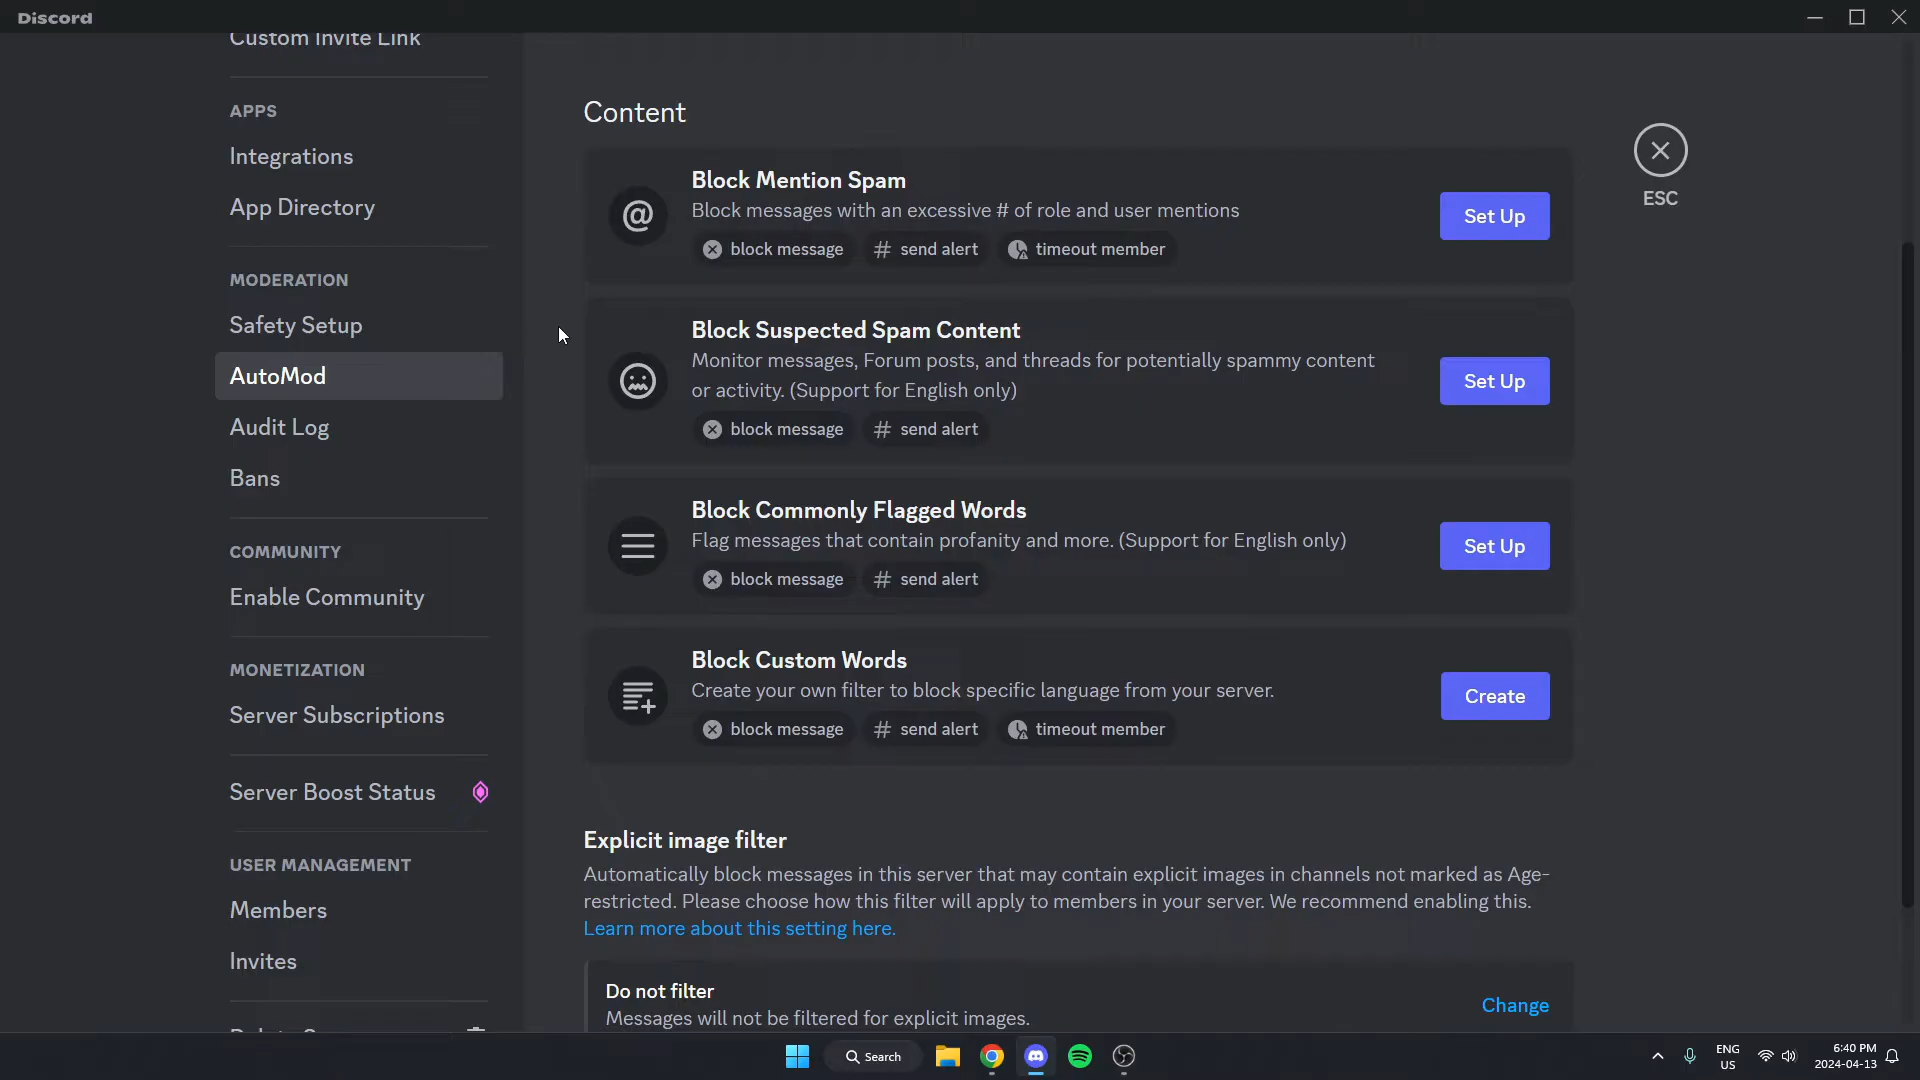 Discord
Custom Invite Link
APPS
Integrations
App Directory
MODERATION
Safety Setup
AutoMod
Audit Log
Bans
COMMUNITY
Enable Community
MONETIZATION
Server Subscriptions
Server Boost Status
USER MANAGEMENT
Members
Invites
Content
Block Mention Spam
Block messages with an excessive # of role and user mentions
block message send alert timeout member
Set Up
Block Suspected Spam Content
Monitor messages, Forum posts, and threads for potentially spammy content
or activity. (Support for English only)
block message send alert
Set Up
Block Commonly Flagged Words
Flag messages that contain profanity and more. (Support for English only)
block message send alert
Set Up
Block Custom Words
Create your own filter to block specific language from your server.
block message send alert timeout member
Create
Explicit image filter
Automatically block messages in this server that may contain explicit images in channels not marked as Age-
restricted. Please choose how this filter will apply to members in your server. We recommend enabling this.
Learn more about this setting here.
Do not filter
Messages will not be filtered for explicit images.
Change
ESC
Search
ENG
US
6:40 PM
2024-04-13